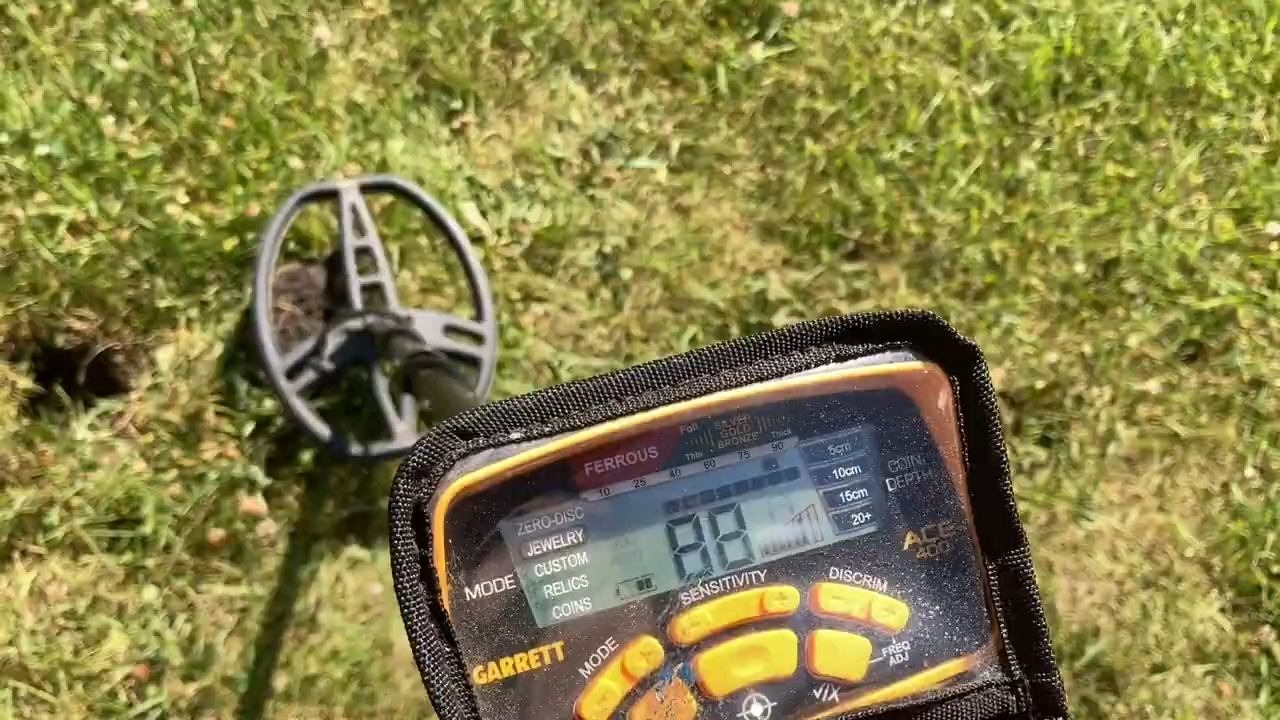 Foil SILVER
GOLD
BRONZE
FERROUS
Thin Thick
10 25 40 60 75 90
5cm
10cm
15cm
20+
COIN
DEPTH
ZERO-DISC
JEWELRY
CUSTOM
RELICS
COINS
MODE
ACE
400
SENSITIVITY
DISCRIM
GARRETT
MODE
FREQ
ADJ
√/X